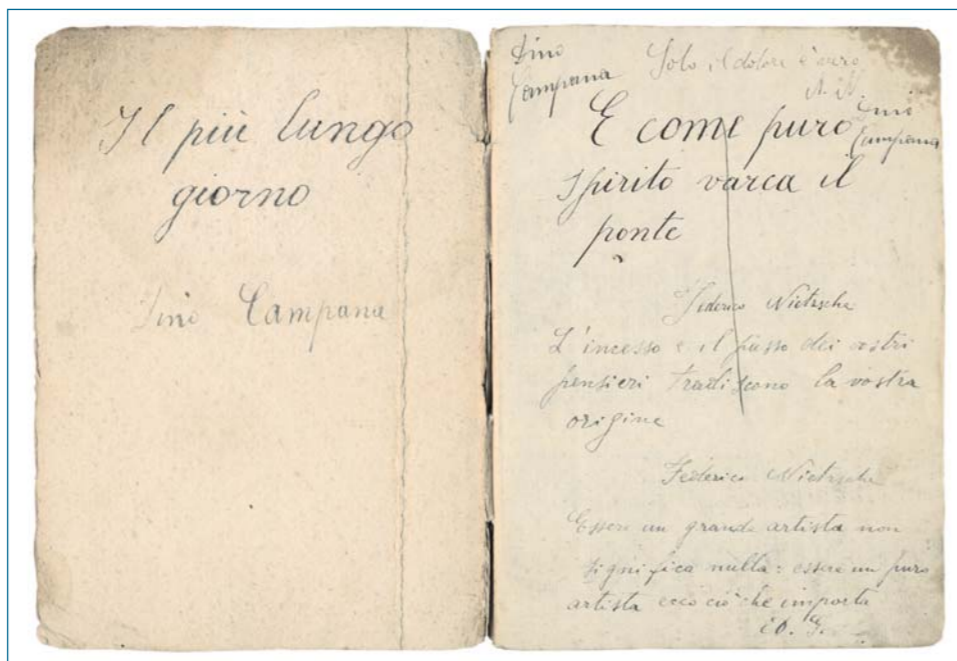 Il più lungo
giorno
Dino Campana
Dino
Campana
Solo il dolore è vero
Dino
Campana
E come puro
spirito varca il
ponte
Federico Nietzsche
L'incesso e il passo dei vostri
pensieri tradiscono la vostra
origine
Federico Nietzsche
Essere un grande artista non
significa nulla: essere un puro
artista ecco ciò che importa